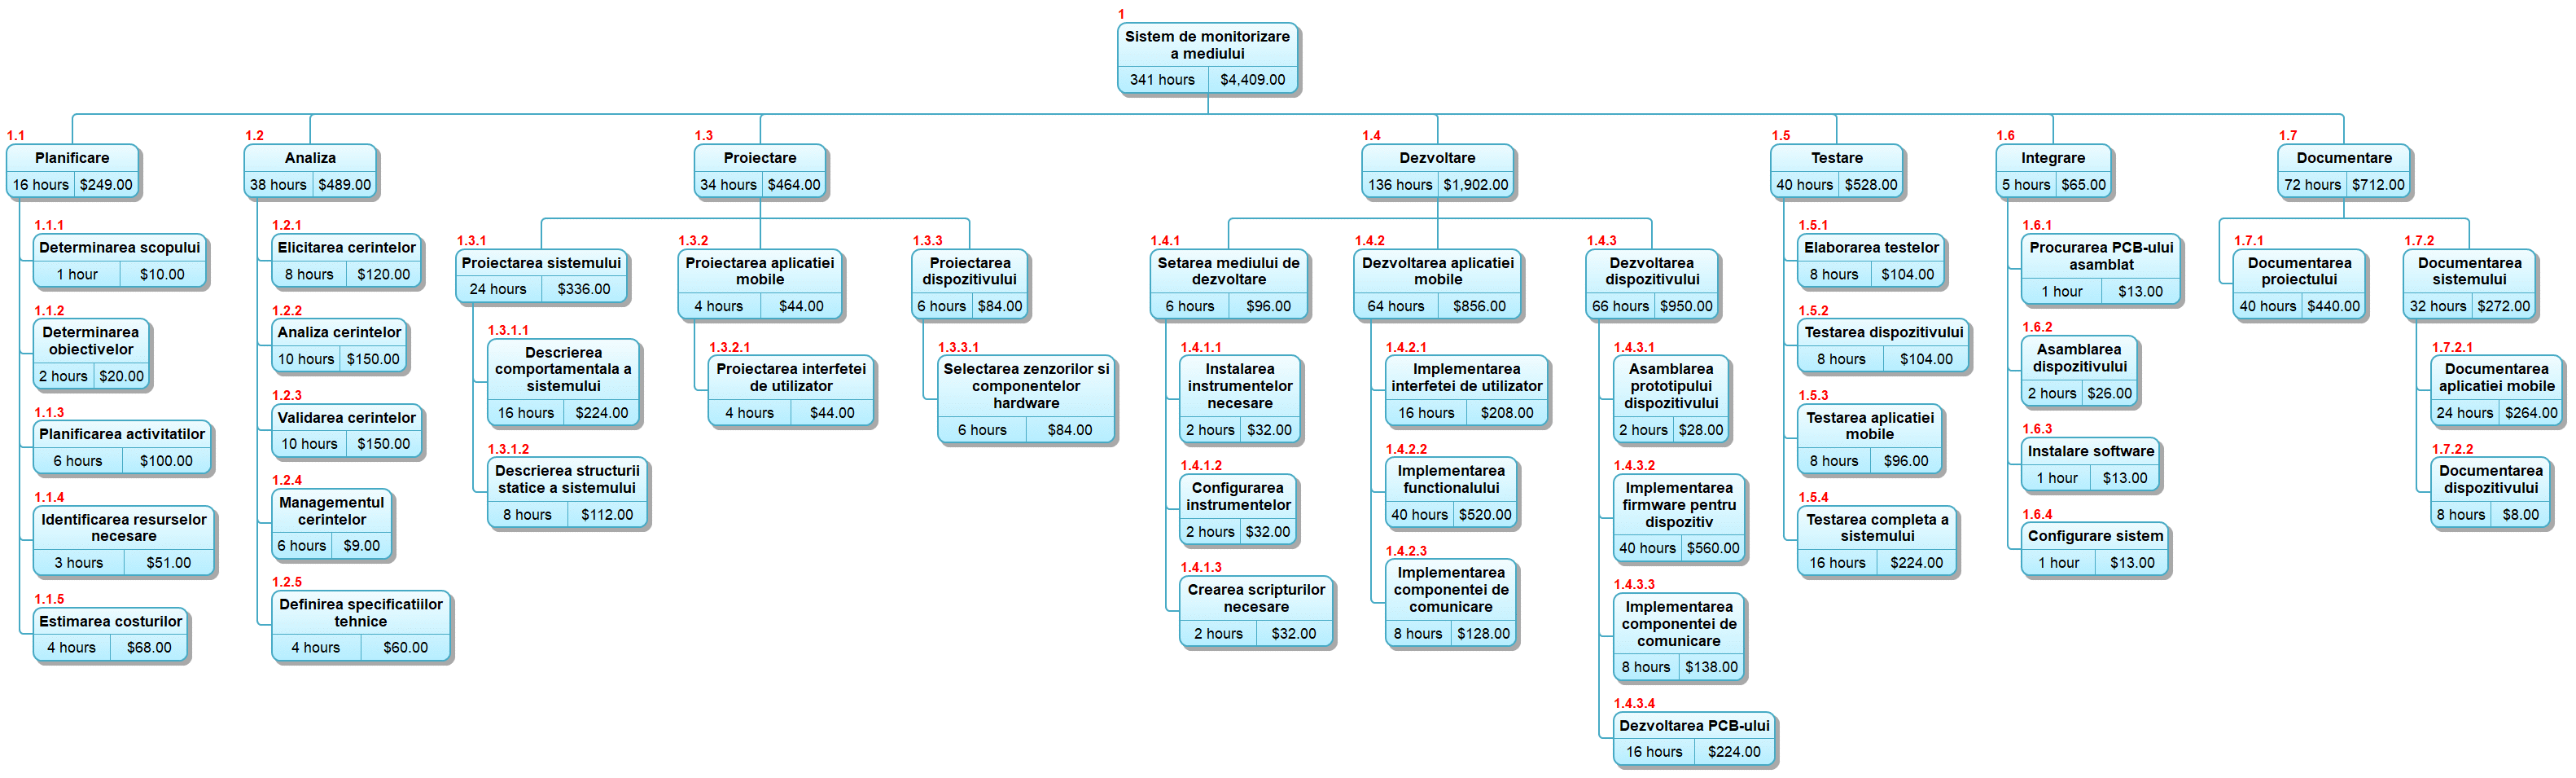 1
Sistem de monitorizare
a mediului
341 hours $4,409.00
1.1
Planificare
16 hours $249.00
1.1.1
Determinarea scopului
1 hour $10.00
1.1.2
Determinarea
obiectivelor
2 hours $20.00
1.1.3
Planificarea activitatilor
6 hours $100.00
1.1.4
Identificarea resurselor
necesare
3 hours $51.00
1.1.5
Estimarea costurilor
4 hours $68.00
1.2
Analiza
38 hours $489.00
1.2.1
Elicitarea cerintelor
8 hours $120.00
1.2.2
Analiza cerintelor
10 hours $150.00
1.2.3
Validarea cerintelor
10 hours $150.00
1.2.4
Managementul
cerintelor
6 hours $9.00
1.2.5
Definirea specificatiilor
tehnice
4 hours $60.00
1.3
Proiectare
34 hours $464.00
1.3.1
Proiectarea sistemului
24 hours $336.00
1.3.1.1
Descrierea
comportamentala a
sistemului
16 hours $224.00
1.3.1.2
Descrierea structurii
statice a sistemului
8 hours $112.00
1.3.2
Proiectarea aplicatiei
mobile
4 hours $44.00
1.3.2.1
Proiectarea interfetei
de utilizator
4 hours $44.00
1.3.3
Proiectarea
dispozitivului
6 hours $84.00
1.3.3.1
Selectarea zenzorilor si
componentelor
hardware
6 hours $84.00
1.4
Dezvoltare
136 hours $1,902.00
1.4.1
Setarea mediului de
dezvoltare
6 hours $96.00
1.4.1.1
Instalarea
instrumentelor
necesare
2 hours $32.00
1.4.1.2
Configurarea
instrumentelor
2 hours $32.00
1.4.1.3
Crearea scripturilor
necesare
2 hours $32.00
1.4.2
Dezvoltarea aplicatiei
mobile
64 hours $856.00
1.4.2.1
Implementarea
interfetei de utilizator
16 hours $208.00
1.4.2.2
Implementarea
functionalului
40 hours $520.00
1.4.2.3
Implementarea
componentei de
comunicare
8 hours $128.00
1.4.3
Dezvoltarea
dispozitivului
66 hours $950.00
1.4.3.1
Asamblarea
prototipului
dispozitivului
2 hours $28.00
1.4.3.2
Implementarea
firmware pentru
dispozitiv
40 hours $560.00
1.4.3.3
Implementarea
componentei de
comunicare
8 hours $138.00
1.4.3.4
Dezvoltarea PCB-ului
16 hours $224.00
1.5
Testare
40 hours $528.00
1.5.1
Elaborarea testelor
8 hours $104.00
1.5.2
Testarea dispozitivului
8 hours $104.00
1.5.3
Testarea aplicatiei
mobile
8 hours $96.00
1.5.4
Testarea completa a
sistemului
16 hours $224.00
1.6
Integrare
5 hours $65.00
1.6.1
Procurarea PCB-ului
asamblat
1 hour $13.00
1.6.2
Asamblarea
dispozitivului
2 hours $26.00
1.6.3
Instalare software
1 hour $13.00
1.6.4
Configurare sistem
1 hour $13.00
1.7
Documentare
72 hours $712.00
1.7.1
Documentarea
proiectului
40 hours $440.00
1.7.2
Documentarea
sistemului
32 hours $272.00
1.7.2.1
Documentarea
aplicatiei mobile
24 hours $264.00
1.7.2.2
Documentarea
dispozitivului
8 hours $8.00